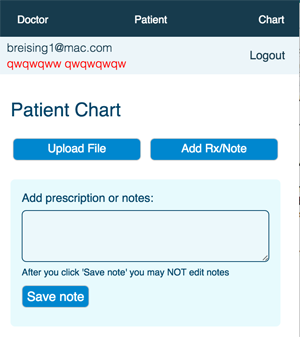 Doctor Patient Chart
breising1@mac.com
qwqwqww qwqwqwqw
Logout
Patient Chart
Upload File Add Rx/Note
Add prescription or notes:
After you click 'Save note' you may NOT edit notes
Save note